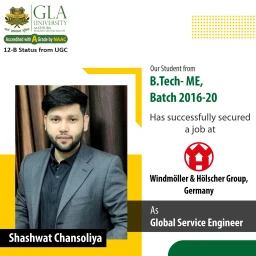 GLA
UNIVERSITY
Accredited with A Grade by NAAC
12-B Status from UGC
Our Student from
B.Tech- ME,
Batch 2016-20
Has successfully secured
a job at
Windmöller & Hölscher Group,
Germany
As
Global Service Engineer
Shashwat Chansoliya